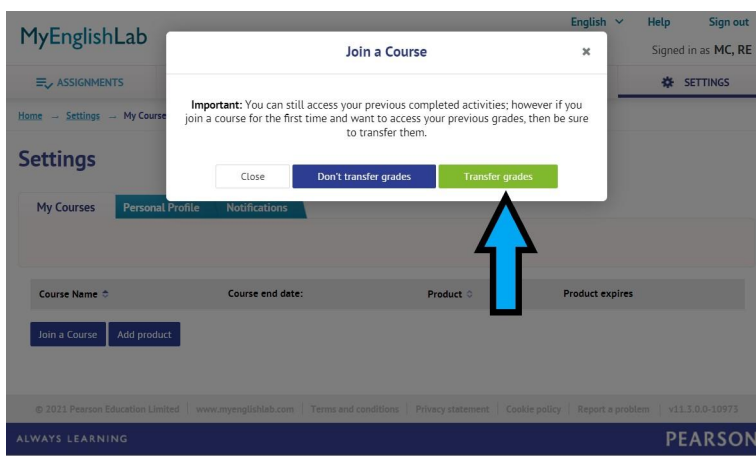 English Help Sign out
MyEnglishLab
Signed in as MC, RE
Join a Course
ASSIGNMENTS SETTINGS
Home → Settings → My Course
Important: You can still access your previous completed activities; however if you
join a course for the first time and want to access your previous grades, then be sure
to transfer them.
Close Don't transfer grades Transfer grades
Settings
My Courses Personal Profile Notifications
Course Name Course end date: Product Product expires
Join a Course Add product
© 2021 Pearson Education Limited | www.myenglishlab.com | Terms and conditions | Privacy statement | Cookie policy | Report a problem | v11.3.0.0-10973
ALWAYS LEARNING PEARSON